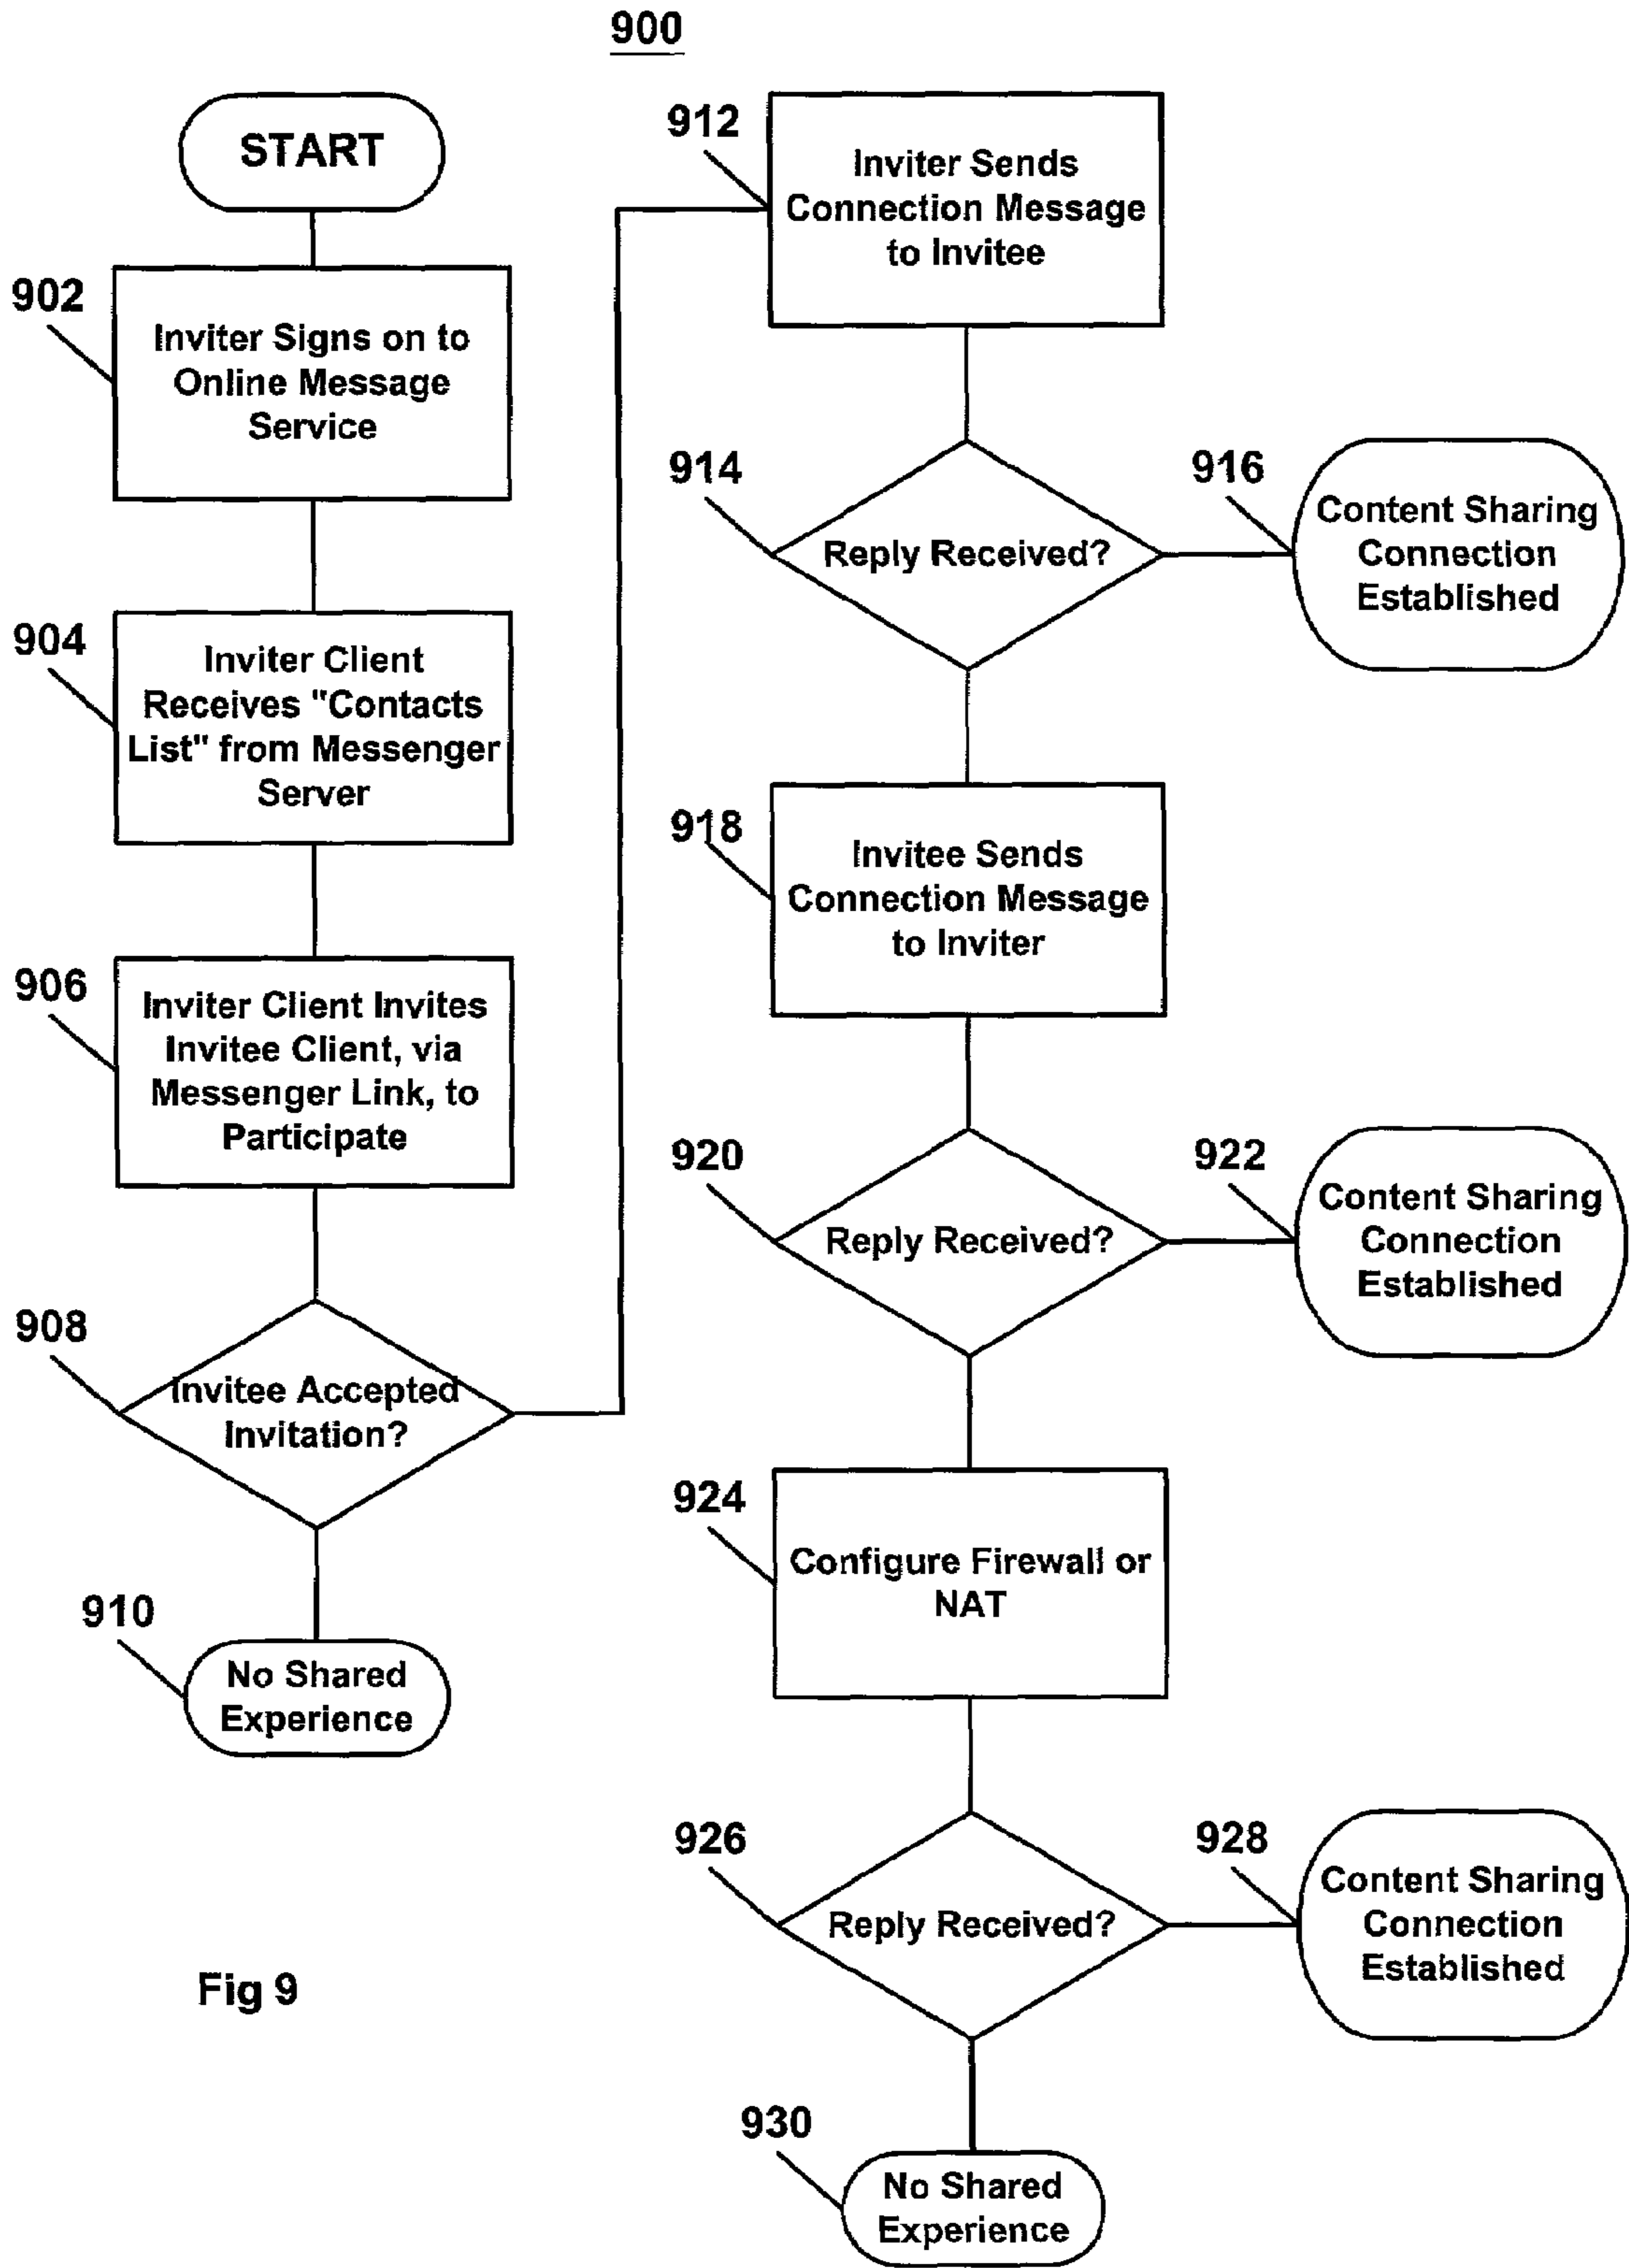 900
START
902
Inviter Signs on to
Online Message
Service
904
Inviter Client
Receives "Contacts
List" from Messenger
Server
906
Inviter Client Invites
Invitee Client, via
Messenger Link, to
Participate
908
Invitee Accepted
Invitation?
910
No Shared
Experience
912
Inviter Sends
Connection Message
to Invitee
914
Reply Received?
916
Content Sharing
Connection
Established
918
Invitee Sends
Connection Message
to Inviter
920
Reply Received?
922
Content Sharing
Connection
Established
924
Configure Firewall or
NAT
926
Reply Received?
928
Content Sharing
Connection
Established
930
No Shared
Experience
Fig 9